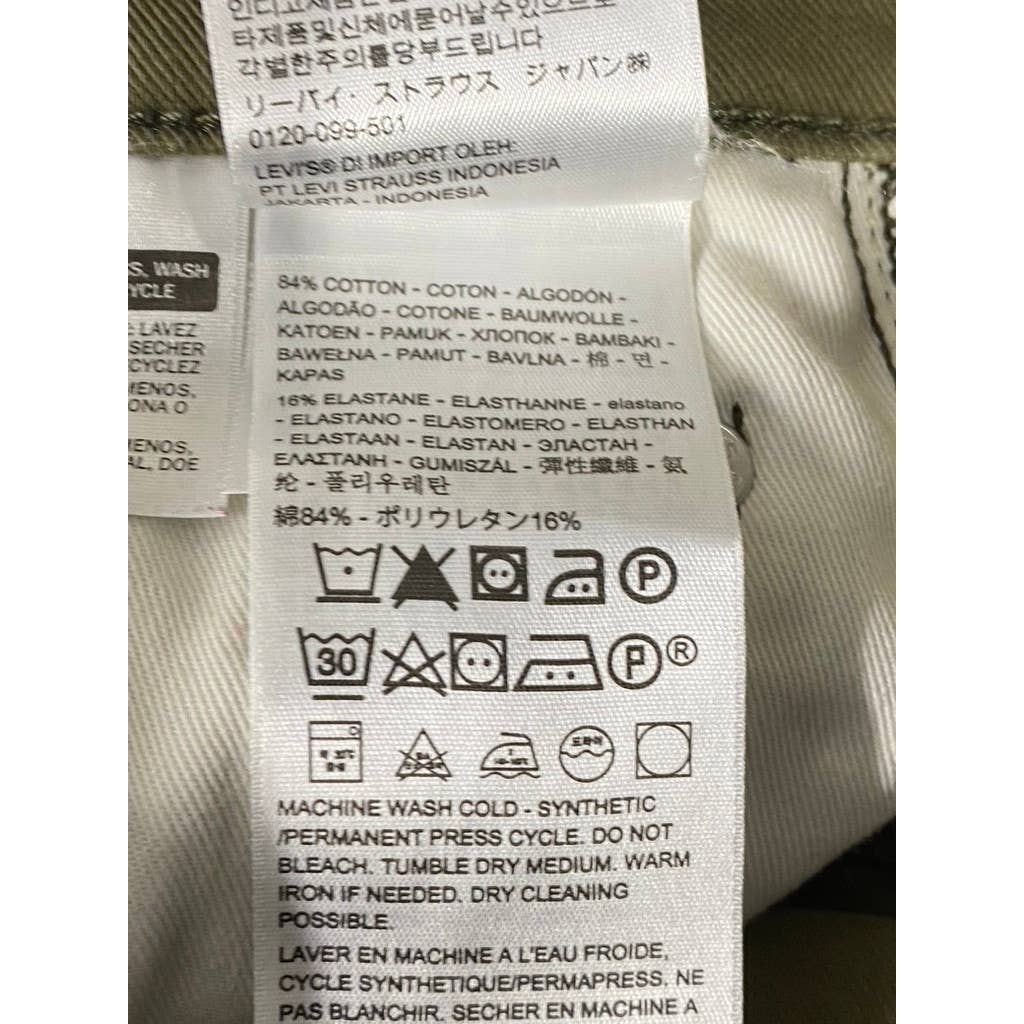 타제품및신체에묻어날수있으므로
각별한주의를당부드립니다
リーバイ・ストラウス ジャパン㈱
0120-099-501
LEVI'S® DI IMPORT OLEH:
PT LEVI STRAUSS INDONESIA
JAKARTA - INDONESIA
S. WASH
YCLE
LAVEZ
SECHER
CYCLEZ
MENOS,
ONA O
MENOS,
AL, DOE
84% COTTON - COTON - ALGODÓN -
ALGODÃO - COTONE - BAUMWOLLE -
KATOEN - PAMUK - ХЛОПОК - BAMBAKI -
BAWEŁNA - PAMUT - BAVLNA - 棉 - 면 -
KAPAS
16% ELASTANE - ELASTHANNE - elastano
- ELASTANO - ELASTOMERO - ELASTHAN
- ELASTAAN - ELASTAN - ЭЛАСТАН -
ΕΛΑΣΤΑΝΗ - GUMISZÁL - 彈性纖維 - 氨
纶 - 폴리우레탄
綿84% - ポリウレタン16%
P
30 P ®
드라이
MACHINE WASH COLD - SYNTHETIC
/PERMANENT PRESS CYCLE. DO NOT
BLEACH. TUMBLE DRY MEDIUM. WARM
IRON IF NEEDED. DRY CLEANING
POSSIBLE.
LAVER EN MACHINE A L'EAU FROIDE,
CYCLE SYNTHETIQUE/PERMAPRESS. NE
PAS BLANCHIR. SECHER EN MACHINE A